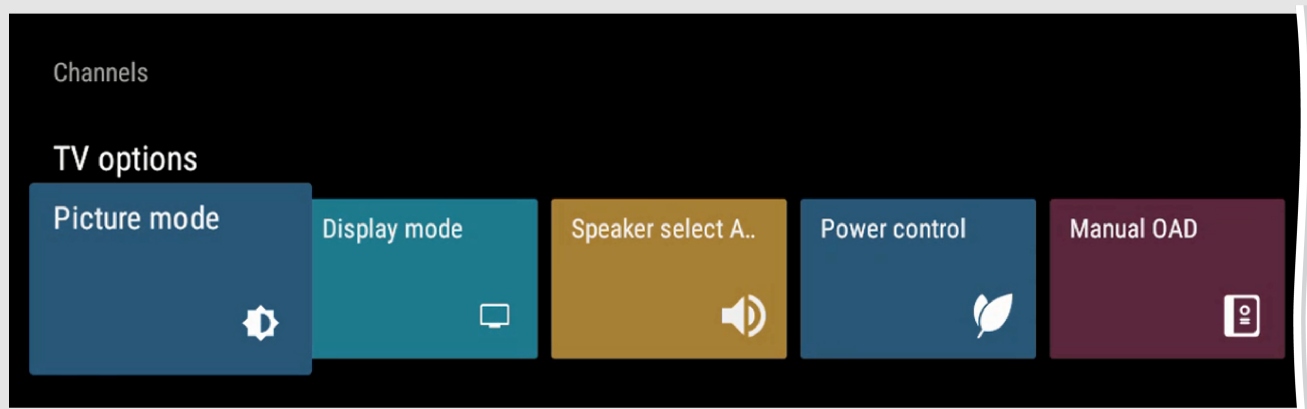 Channels
TV options
Picture mode
Display mode
Speaker select A..
Power control
Manual OAD